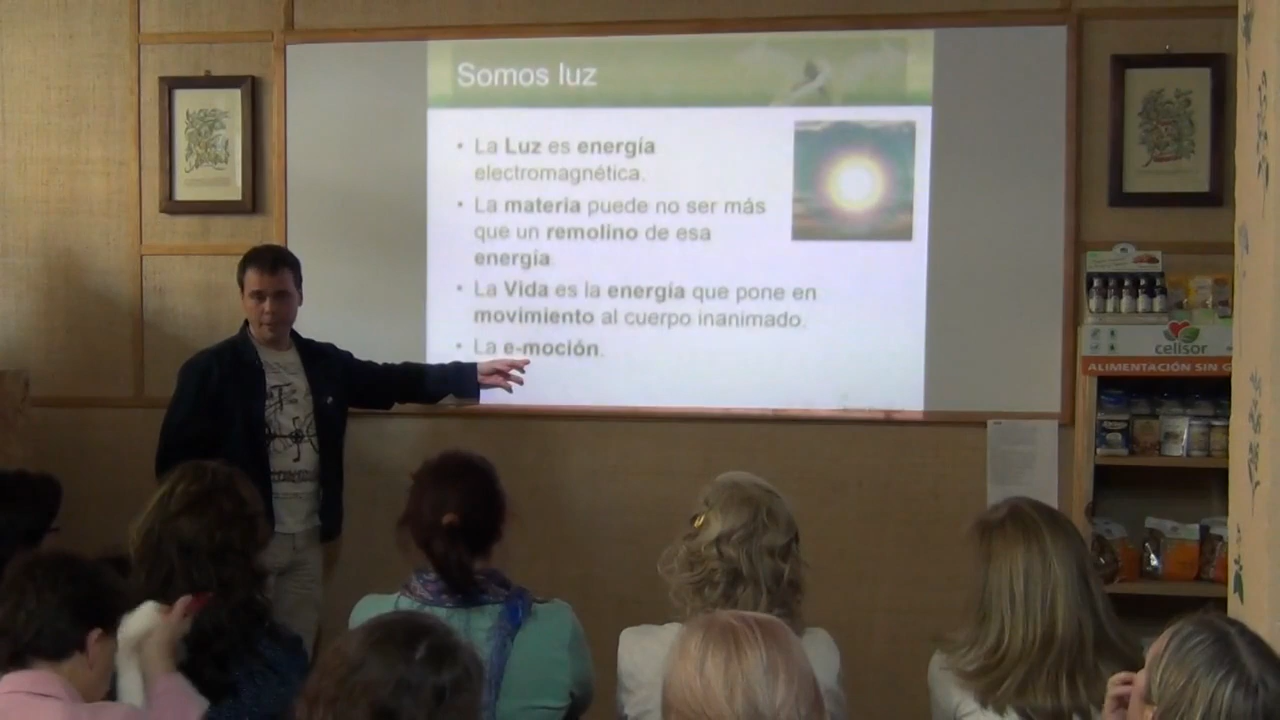 Somos luz
• La Luz es energía
electromagnética.
• La materia puede no ser más
que un remolino de esa
energía.
• La Vida es la energía que pone en
movimiento al cuerpo inanimado.
• La e-moción.
celisor
ALIMENTACIÓN SIN G